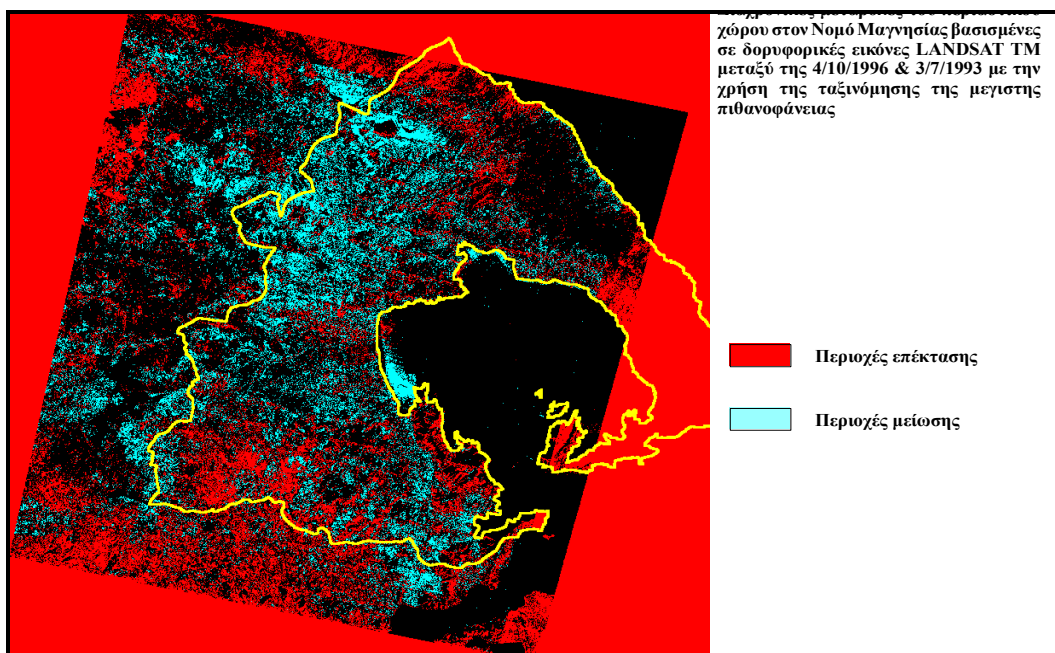 χώρου στον Νομό Μαγνησίας βασισμένες
σε δορυφορικές εικόνες LANDSAT TM
μεταξύ της 4/10/1996 & 3/7/1993 με την
χρήση της ταξινόμησης της μεγιστης
πιθανοφάνειας
Περιοχές επέκτασης
Περιοχές μείωσης